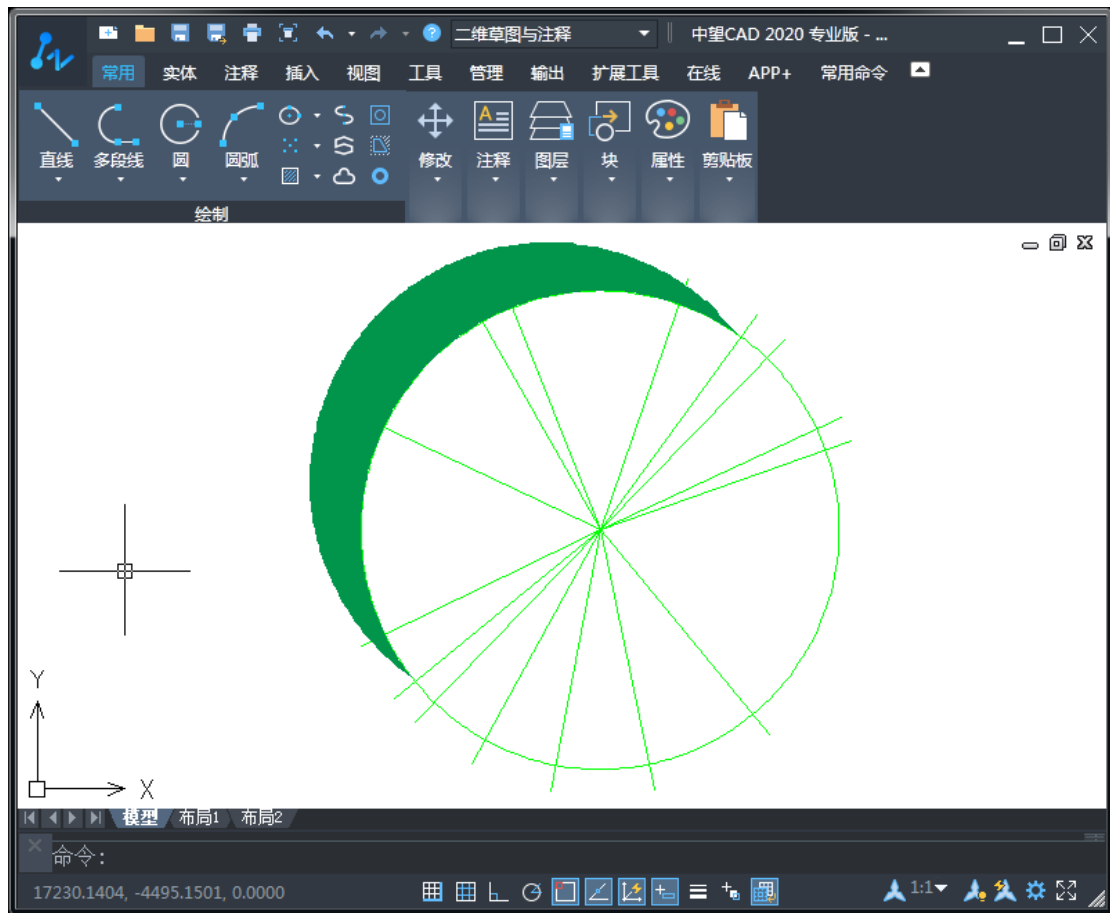 二维草图与注释 中望CAD 2020 专业版 - ...
常用 实体 注释 插入 视图 工具 管理 输出 扩展工具 在线 APP+ 常用命令
直线 多段线 圆 圆弧 修改 注释 图层 块 属性 剪贴板
绘制
Y
X
模型 布局1 布局2
命令:
17230.1404, -4495.1501, 0.0000 1:1